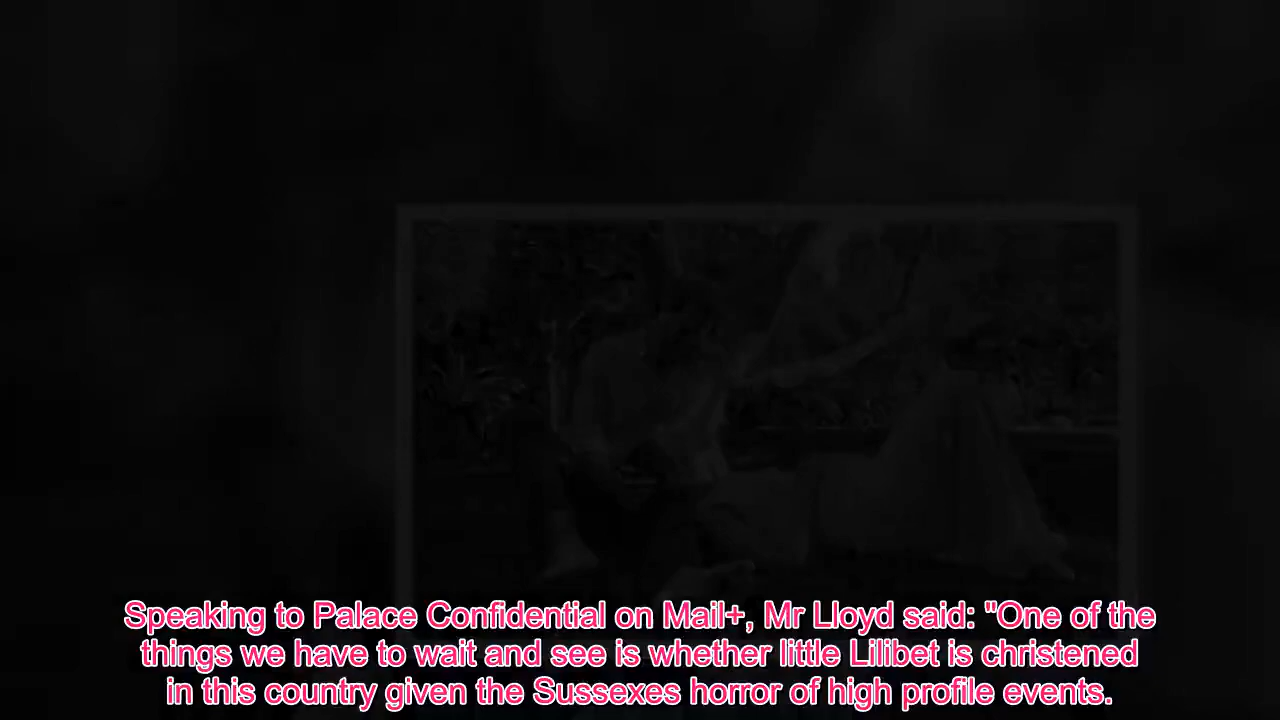 Speaking to Palace Confidential on Mail+, Mr Lloyd said: "One of the
things we have to wait and see is whether little Lilibet is christened
in this country given the Sussexes horror of high profile events.